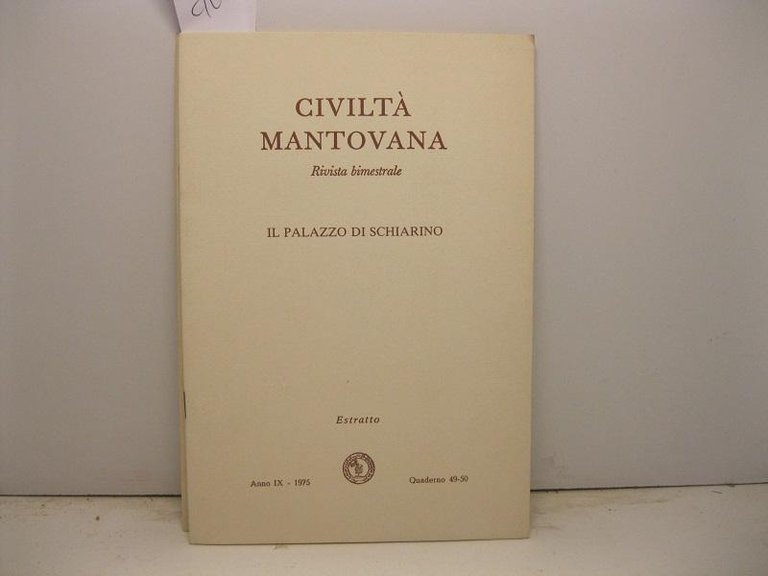 CIVILTÀ
MANTOVANA
Rivista bimestrale
IL PALAZZO DI SCHIARINO
Estratto
Anno IX - 1975
Quaderno 49-50